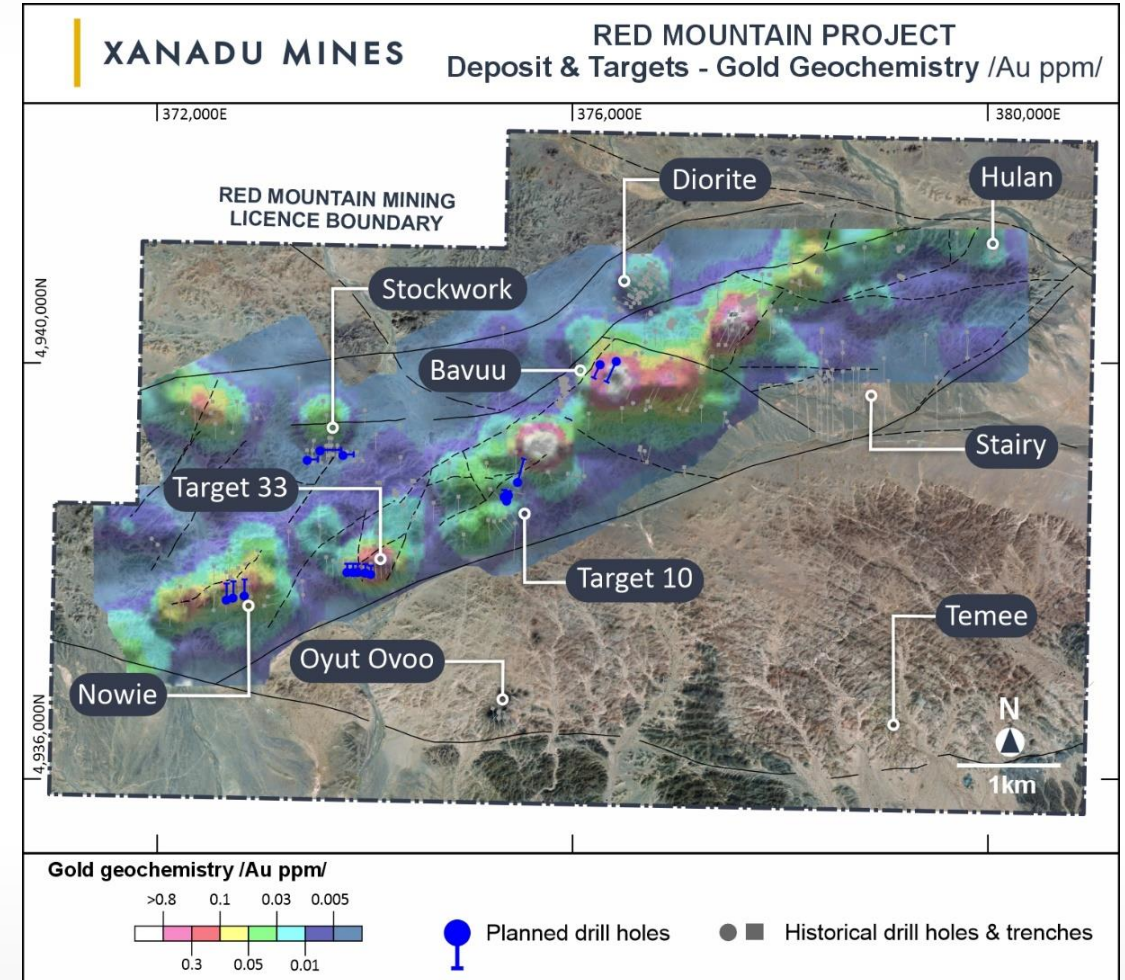 XANADU MINES
RED MOUNTAIN PROJECT
Deposit & Targets - Gold Geochemistry /Au ppm/
372,000E
376,000E
380,000E
RED MOUNTAIN MINING
LICENCE BOUNDARY
Diorite
Hulan
Stockwork
4,940,000N
Bavuu
Stairy
Target 33
Target 10
Temee
Oyut Ovoo
Nowie
4,936,000N
N
1km
Gold geochemistry /Au ppm/
>0.8 0.1 0.03 0.005
0.3 0.05 0.01
Planned drill holes
Historical drill holes & trenches